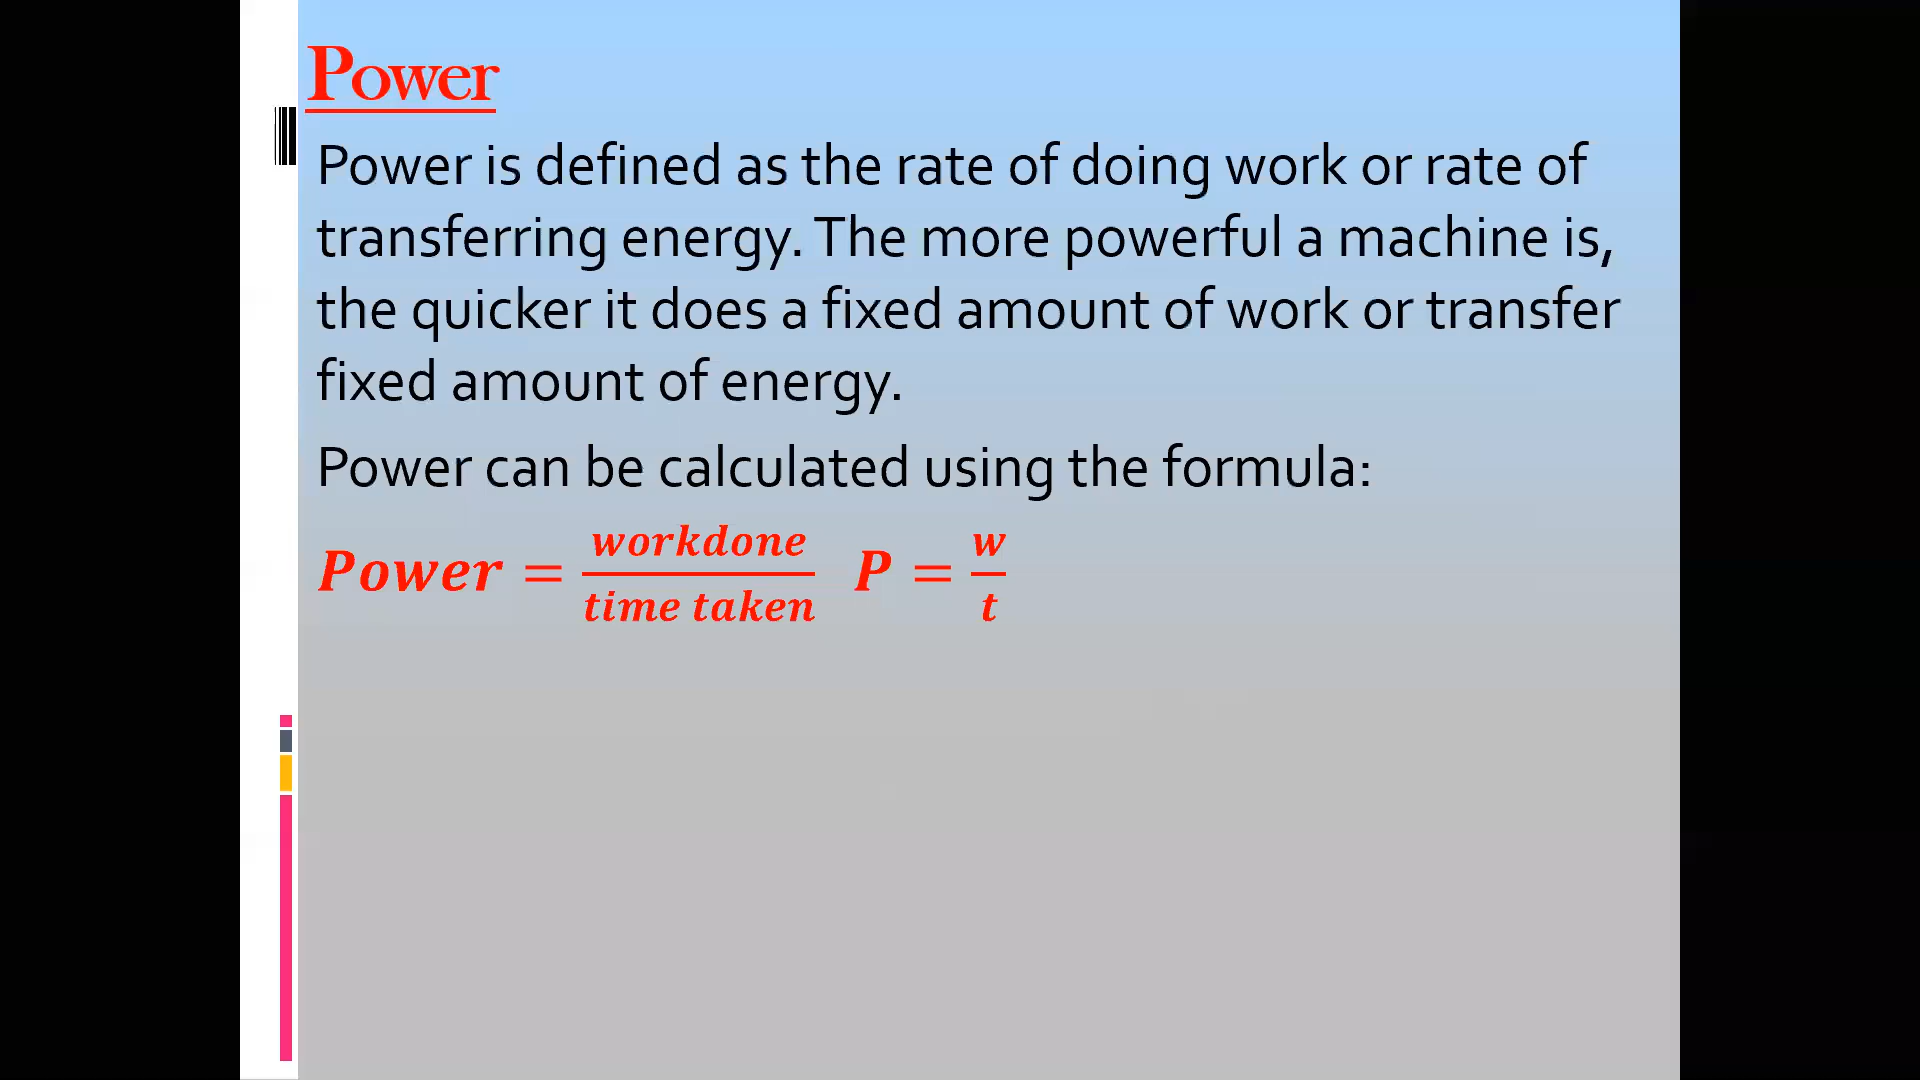 Power
Power is defined as the rate of doing work or rate of
transferring energy. The more powerful a machine is,
the quicker it does a fixed amount of work or transfer
fixed amount of energy.
Power can be calculated using the formula:
Power = workdone / time taken P = w / t